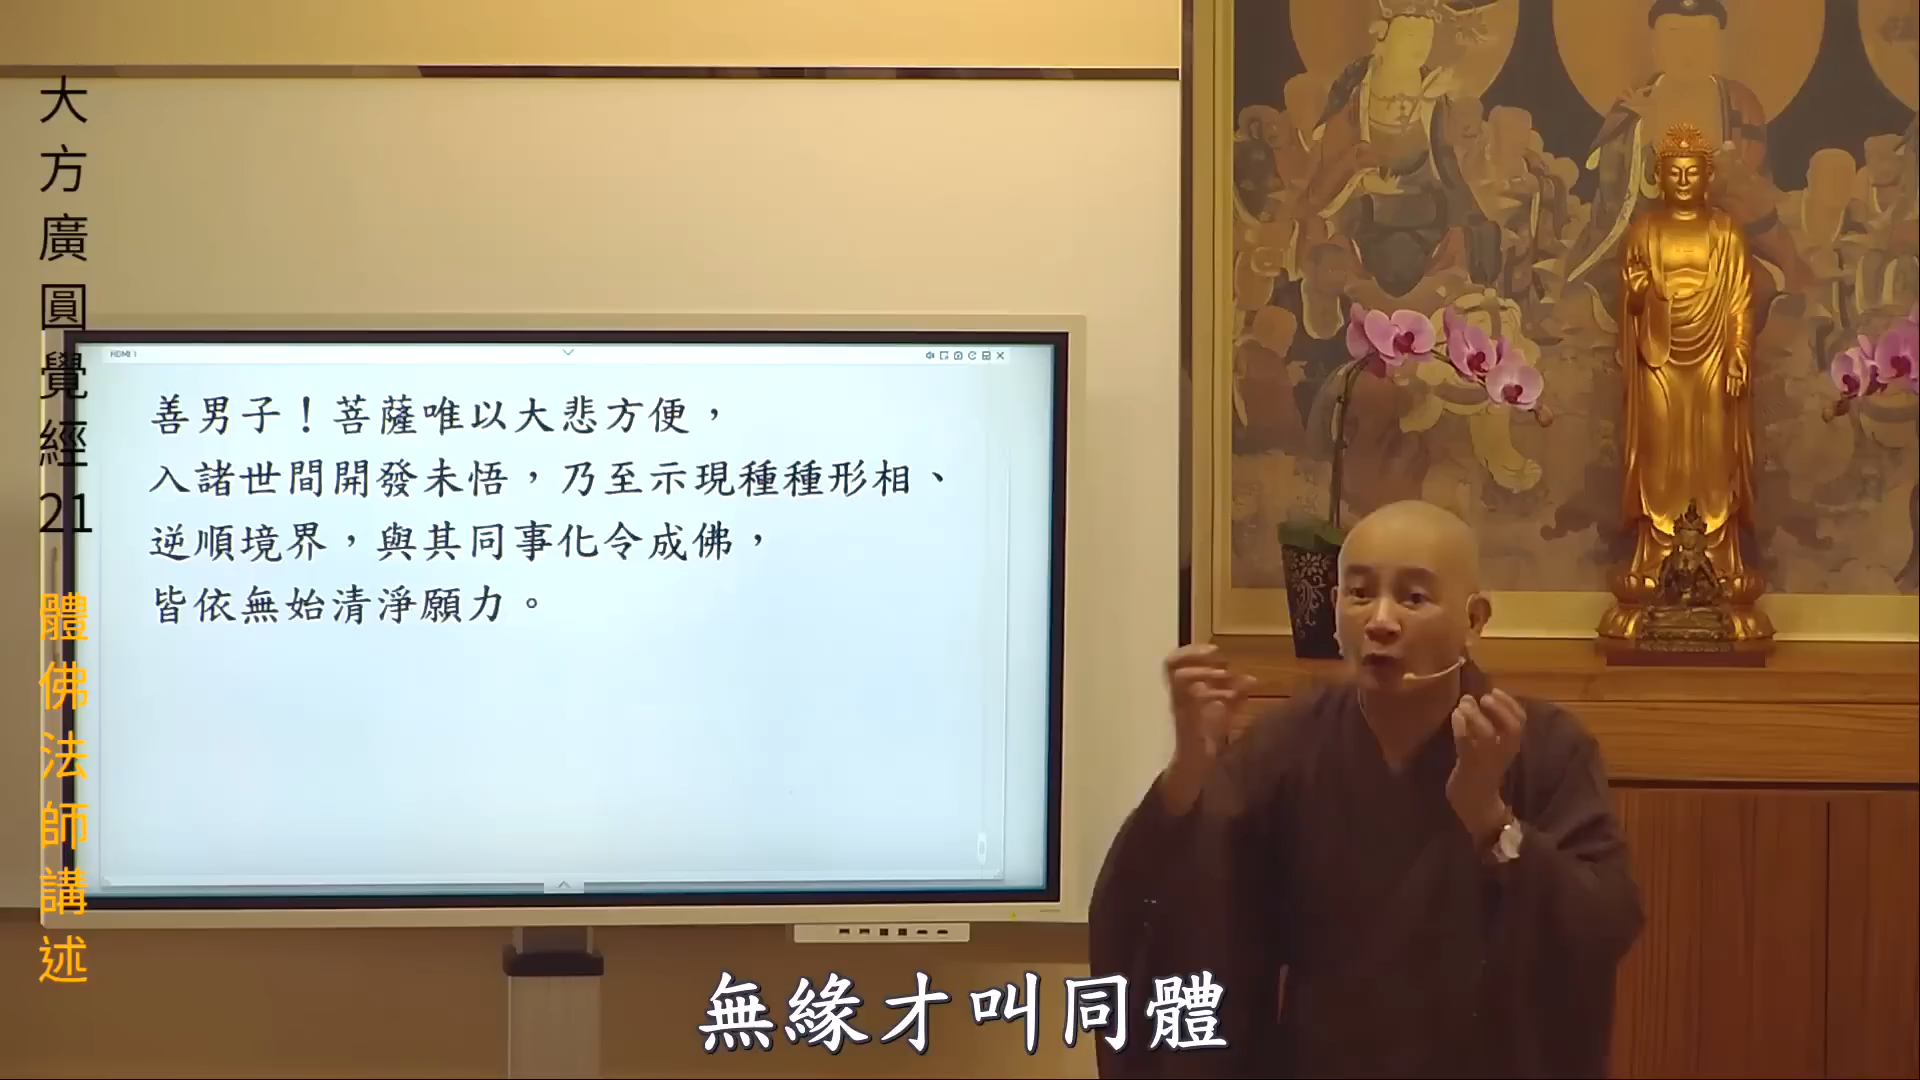 大方廣圓覺經21 體佛法師講述
HDMI 1
善男子！菩薩唯以大悲方便，
入諸世間開發未悟，乃至示現種種形相、
逆順境界，與其同事化令成佛，
皆依無始清淨願力。
無緣才叫同體